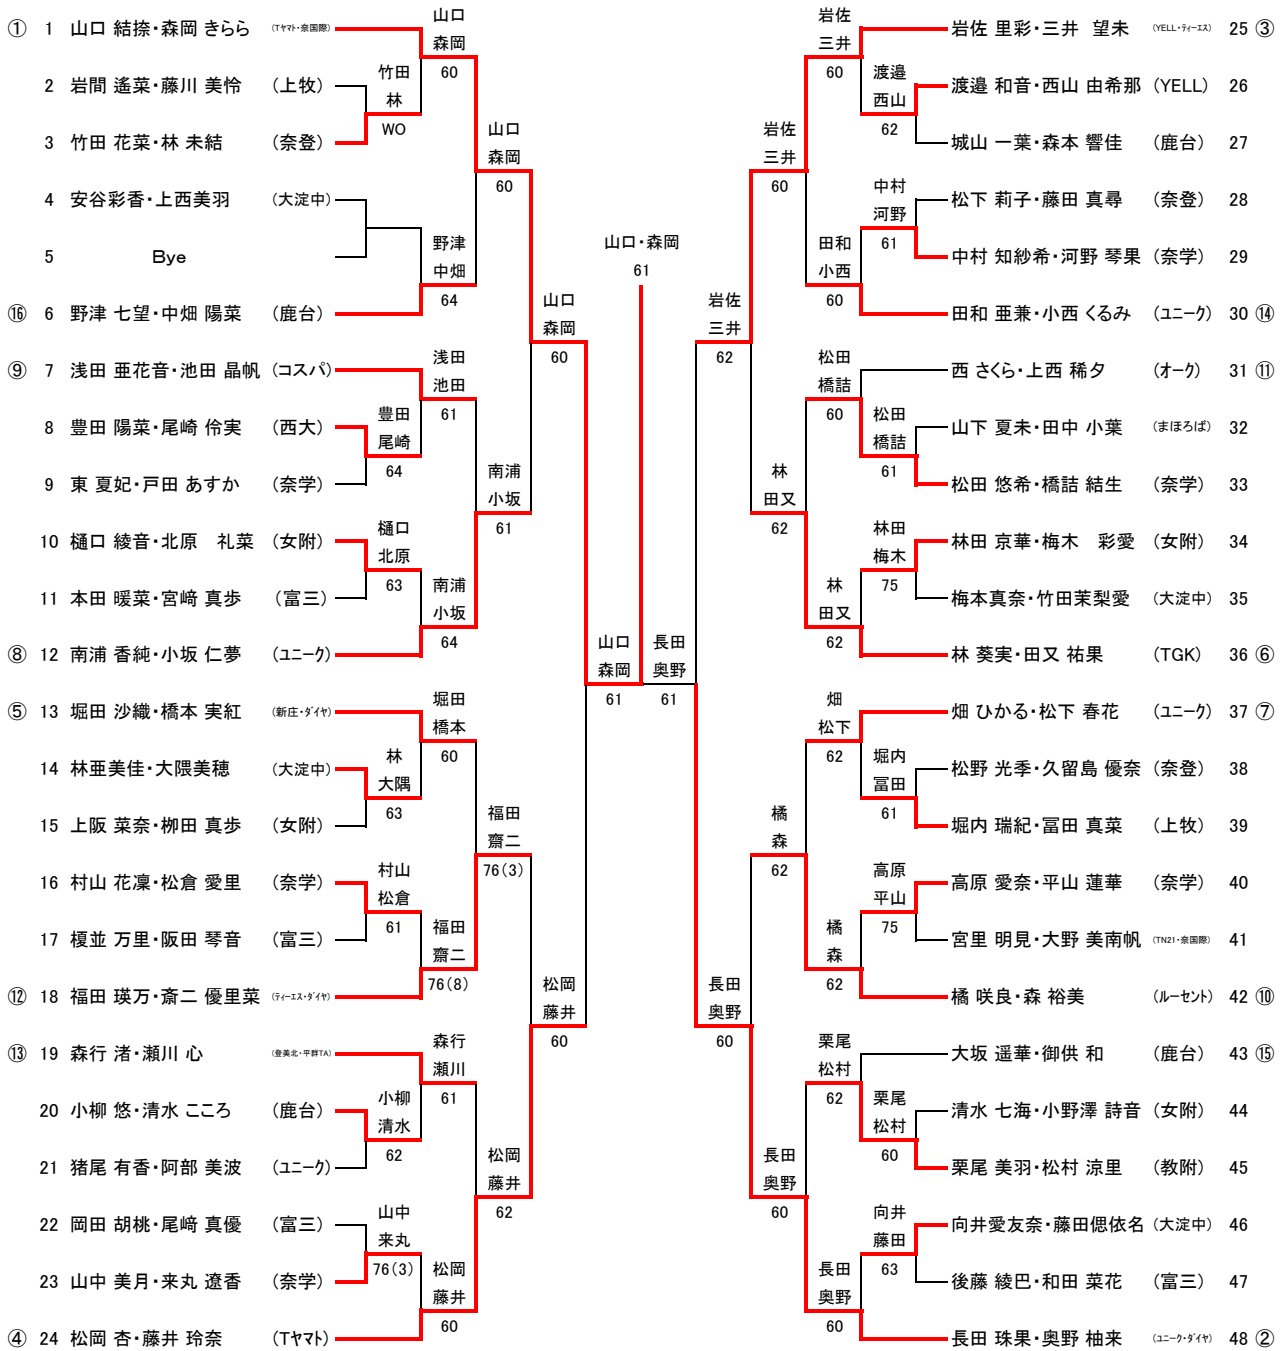 ① 1 山口 結捺・森岡 きらら (Tヤマト・奈国際)
2 岩間 遙菜・藤川 美怜 (上牧)
3 竹田 花菜・林 未結 (奈登)
4 安谷彩香・上西美羽 (大淀中)
5 Bye
⑯ 6 野津 七望・中畑 陽菜 (鹿台)
⑨ 7 浅田 亜花音・池田 晶帆 (コスパ)
8 豊田 陽菜・尾崎 伶実 (西大)
9 東 夏妃・戸田 あすか (奈学)
10 樋口 綾音・北原 礼菜 (女附)
11 本田 暖菜・宮﨑 真歩 (富三)
⑧ 12 南浦 香純・小坂 仁夢 (ユニーク)
⑤ 13 堀田 沙織・橋本 実紅 (新庄・ダイヤ)
14 林亜美佳・大隈美穂 (大淀中)
15 上阪 菜奈・栁田 真歩 (女附)
16 村山 花凜・松倉 愛里 (奈学)
17 榎並 万里・阪田 琴音 (富三)
⑫ 18 福田 瑛万・斎二 優里菜 (ティーエス・ダイヤ)
⑬ 19 森行 渚・瀬川 心 (登美北・平群TA)
20 小柳 悠・清水 こころ (鹿台)
21 猪尾 有香・阿部 美波 (ユニーク)
22 岡田 胡桃・尾﨑 真優 (富三)
23 山中 美月・来丸 遼香 (奈学)
④ 24 松岡 杏・藤井 玲奈 (Tヤマト)
竹田
林
WO
豊田
尾崎
64
樋口
北原
63
林
大隅
63
村山
松倉
61
小柳
清水
62
山中
来丸
76(3)
山口
森岡
60
野津
中畑
64
浅田
池田
61
南浦
小坂
64
堀田
橋本
60
福田
齋二
76(8)
森行
瀬川
61
松岡
藤井
60
山口
森岡
60
南浦
小坂
61
福田
齋二
76(3)
松岡
藤井
62
山口
森岡
60
松岡
藤井
60
山口
森岡
61
山口・森岡
61
長田
奥野
61
岩佐
三井
62
長田
奥野
60
岩佐
三井
60
林
田又
62
橘
森
62
長田
奥野
60
岩佐
三井
60
田和
小西
60
松田
橋詰
60
林
田又
62
畑
松下
62
橘
森
62
栗尾
松村
62
長田
奥野
60
渡邉
西山
62
中村
河野
61
松田
橋詰
61
林田
梅木
75
堀内
冨田
61
高原
平山
75
栗尾
松村
60
向井
藤田
63
岩佐 里彩・三井 望未 (YELL・ティーエス) 25 ③
渡邉 和音・西山 由希那 (YELL) 26
城山 一葉・森本 響佳 (鹿台) 27
松下 莉子・藤田 真尋 (奈登) 28
中村 知紗希・河野 琴果 (奈学) 29
田和 亜兼・小西 くるみ (ユニーク) 30 ⑭
西 さくら・上西 稀夕 (オーク) 31 ⑪
山下 夏未・田中 小葉 (まほろば) 32
松田 悠希・橋詰 結生 (奈学) 33
林田 京華・梅木 彩愛 (女附) 34
梅本真奈・竹田茉梨愛 (大淀中) 35
林 葵実・田又 祐果 (TGK) 36 ⑥
畑 ひかる・松下 春花 (ユニーク) 37 ⑦
松野 光季・久留島 優奈 (奈登) 38
堀内 瑞紀・冨田 真菜 (上牧) 39
高原 愛奈・平山 蓮華 (奈学) 40
宮里 明見・大野 美南帆 (TN21・奈国際) 41
橘 咲良・森 裕美 (ルーセント) 42 ⑩
大坂 遥華・御供 和 (鹿台) 43 ⑮
清水 七海・小野澤 詩音 (女附) 44
栗尾 美羽・松村 涼里 (教附) 45
向井愛友奈・藤田偲依名 (大淀中) 46
後藤 綾巴・和田 菜花 (富三) 47
長田 珠果・奥野 柚来 (ユニーク・ダイヤ) 48 ②